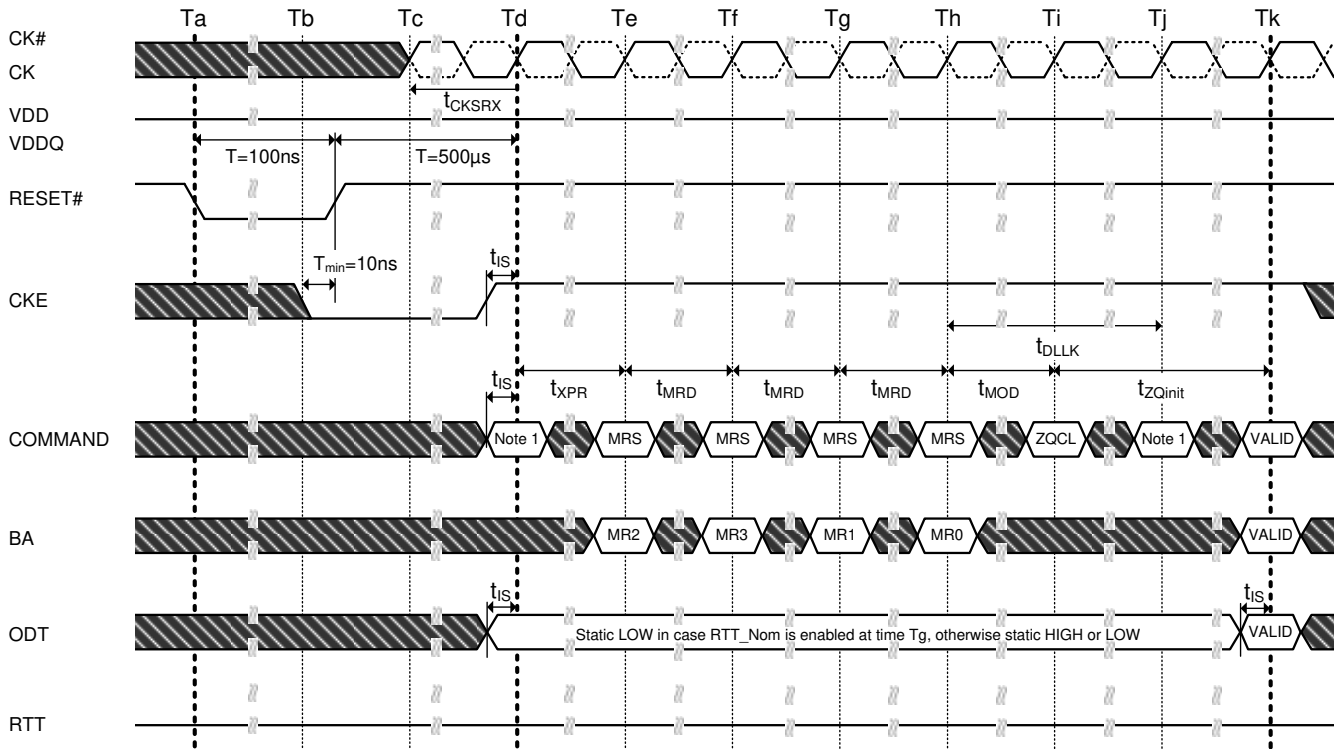 Ta Tb Tc Td Te Tf Tg Th Ti Tj Tk
CK#
CK
tCKSRX
VDD
VDDQ
T=100ns T=500µs
RESET#
Tmin=10ns tIS
CKE
tDLLK
tIS tXPR tMRD tMRD tMRD tMOD tZQinit
COMMAND Note 1 MRS MRS MRS MRS ZQCL Note 1 VALID
BA MR2 MR3 MR1 MR0 VALID
tIS tIS
ODT Static LOW in case RTT_Nom is enabled at time Tg, otherwise static HIGH or LOW VALID
RTT